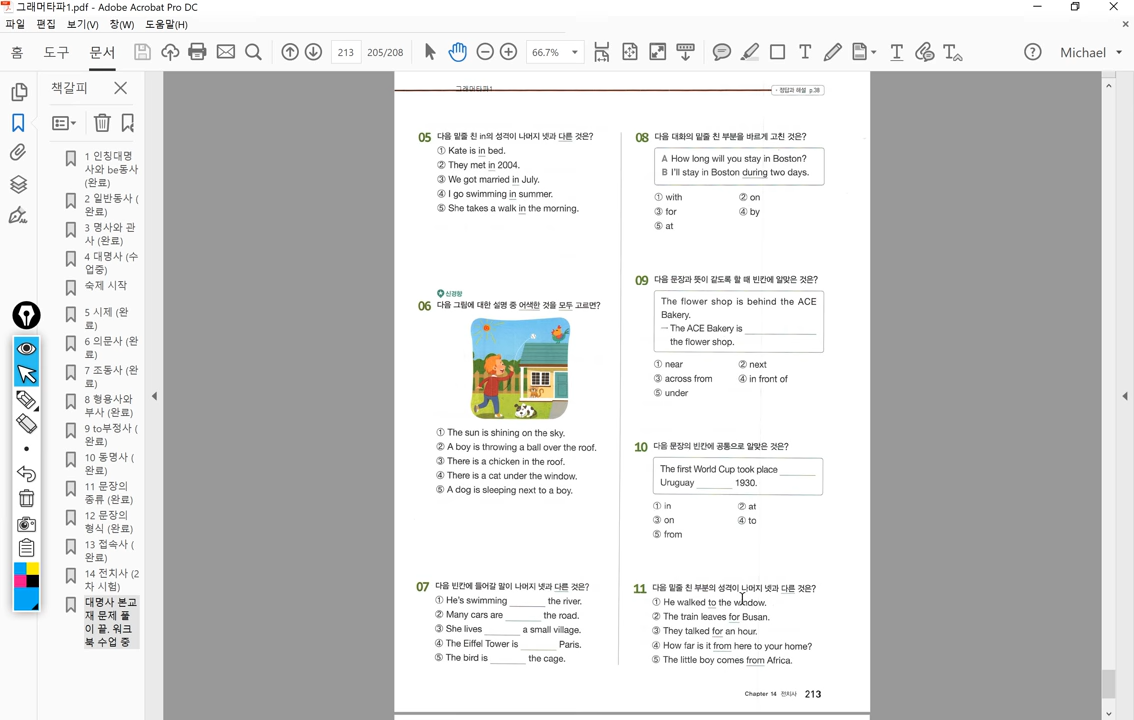 그래머타파1.pdf - Adobe Acrobat Pro DC
파일 편집 보기(V) 창(W) 도움말(H)
홈 도구 문서 213 205/208 66.7% Michael
책갈피
1 인칭대명
사와 be동사
(완료)
2 일반동사 (
완료)
3 명사와 관
사 (완료)
4 대명사 (수
업중)
숙제 시작
5 시제 (완
료)
6 의문사 (완
료)
7 조동사 (완
료)
8 형용사와
부사 (완료)
9 to부정사 (
완료)
10 동명사 (
완료)
11 문장의
종류 (완료)
12 문장의
형식 (완료)
13 접속사 (
완료)
14 전치사 (2
차 시험)
대명사 본교
재 문제 풀
이 끝, 워크
북 수업 중
그래머타파1
• 정답과 해설 p.38
05 다음 밑줄 친 in의 성격이 나머지 넷과 다른 것은?
① Kate is in bed.
② They met in 2004.
③ We got married in July.
④ I go swimming in summer.
⑤ She takes a walk in the morning.
신경향
06 다음 그림에 대한 설명 중 어색한 것을 모두 고르면?
① The sun is shining on the sky.
② A boy is throwing a ball over the roof.
③ There is a chicken in the roof.
④ There is a cat under the window.
⑤ A dog is sleeping next to a boy.
07 다음 빈칸에 들어갈 말이 나머지 넷과 다른 것은?
① He's swimming ______ the river.
② Many cars are ______ the road.
③ She lives ______ a small village.
④ The Eiffel Tower is ______ Paris.
⑤ The bird is ______ the cage.
08 다음 대화의 밑줄 친 부분을 바르게 고친 것은?
A How long will you stay in Boston?
B I'll stay in Boston during two days.
① with ② on
③ for ④ by
⑤ at
09 다음 문장과 뜻이 같도록 할 때 빈칸에 알맞은 것은?
The flower shop is behind the ACE
Bakery.
→ The ACE Bakery is ____________
the flower shop.
① near ② next
③ across from ④ in front of
⑤ under
10 다음 문장의 빈칸에 공통으로 알맞은 것은?
The first World Cup took place ______
Uruguay ______ 1930.
① in ② at
③ on ④ to
⑤ from
11 다음 밑줄 친 부분의 성격이 나머지 넷과 다른 것은?
① He walked to the window.
② The train leaves for Busan.
③ They talked for an hour.
④ How far is it from here to your home?
⑤ The little boy comes from Africa.
Chapter 14 전치사 213